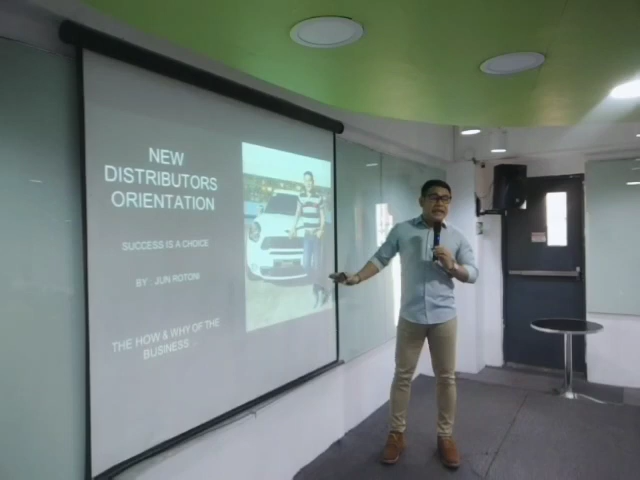 NEW
DISTRIBUTORS
ORIENTATION
SUCCESS IS A CHOICE
BY : JUN ROTONI
THE HOW & WHY OF THE
BUSINESS